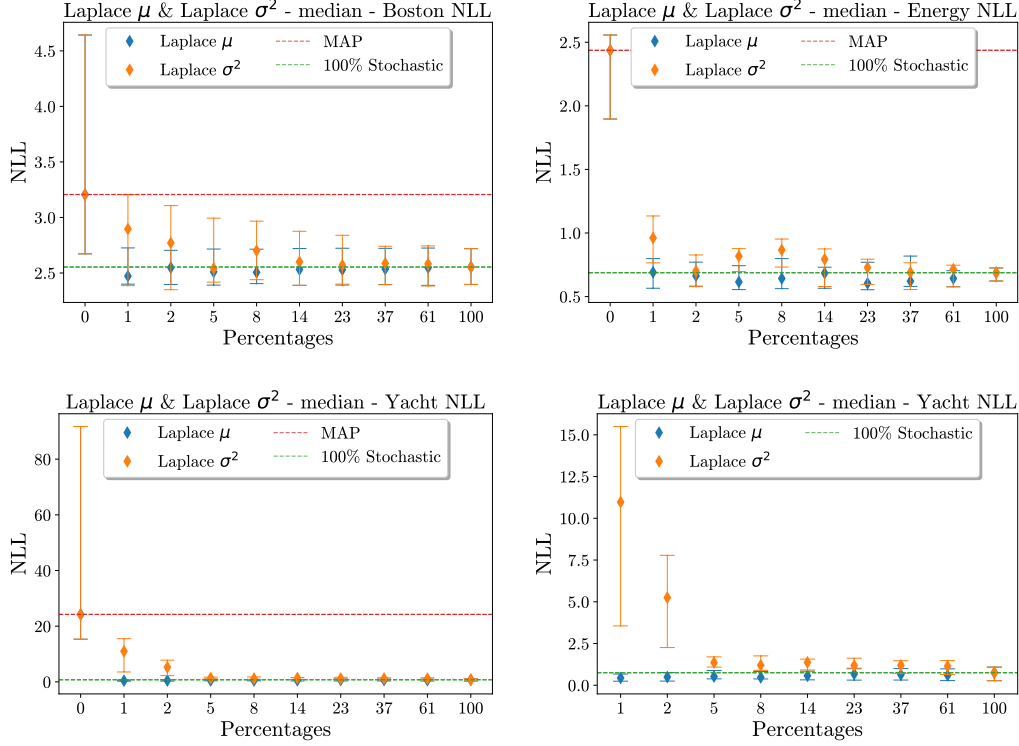 Laplace μ & Laplace σ² - median - Boston NLL
Laplace μ
Laplace σ²
MAP
100% Stochastic
NLL
4.5
4.0
3.5
3.0
2.5
0 1 2 5 8 14 23 37 61 100
Percentages
Laplace μ & Laplace σ² - median - Energy NLL
Laplace μ
Laplace σ²
MAP
100% Stochastic
NLL
2.5
2.0
1.5
1.0
0.5
0 1 2 5 8 14 23 37 61 100
Percentages
Laplace μ & Laplace σ² - median - Yacht NLL
Laplace μ
Laplace σ²
MAP
100% Stochastic
NLL
80
60
40
20
0
0 1 2 5 8 14 23 37 61 100
Percentages
Laplace μ & Laplace σ² - median - Yacht NLL
Laplace μ
Laplace σ²
100% Stochastic
NLL
15.0
12.5
10.0
7.5
5.0
2.5
0.0
1 2 5 8 14 23 37 61 100
Percentages